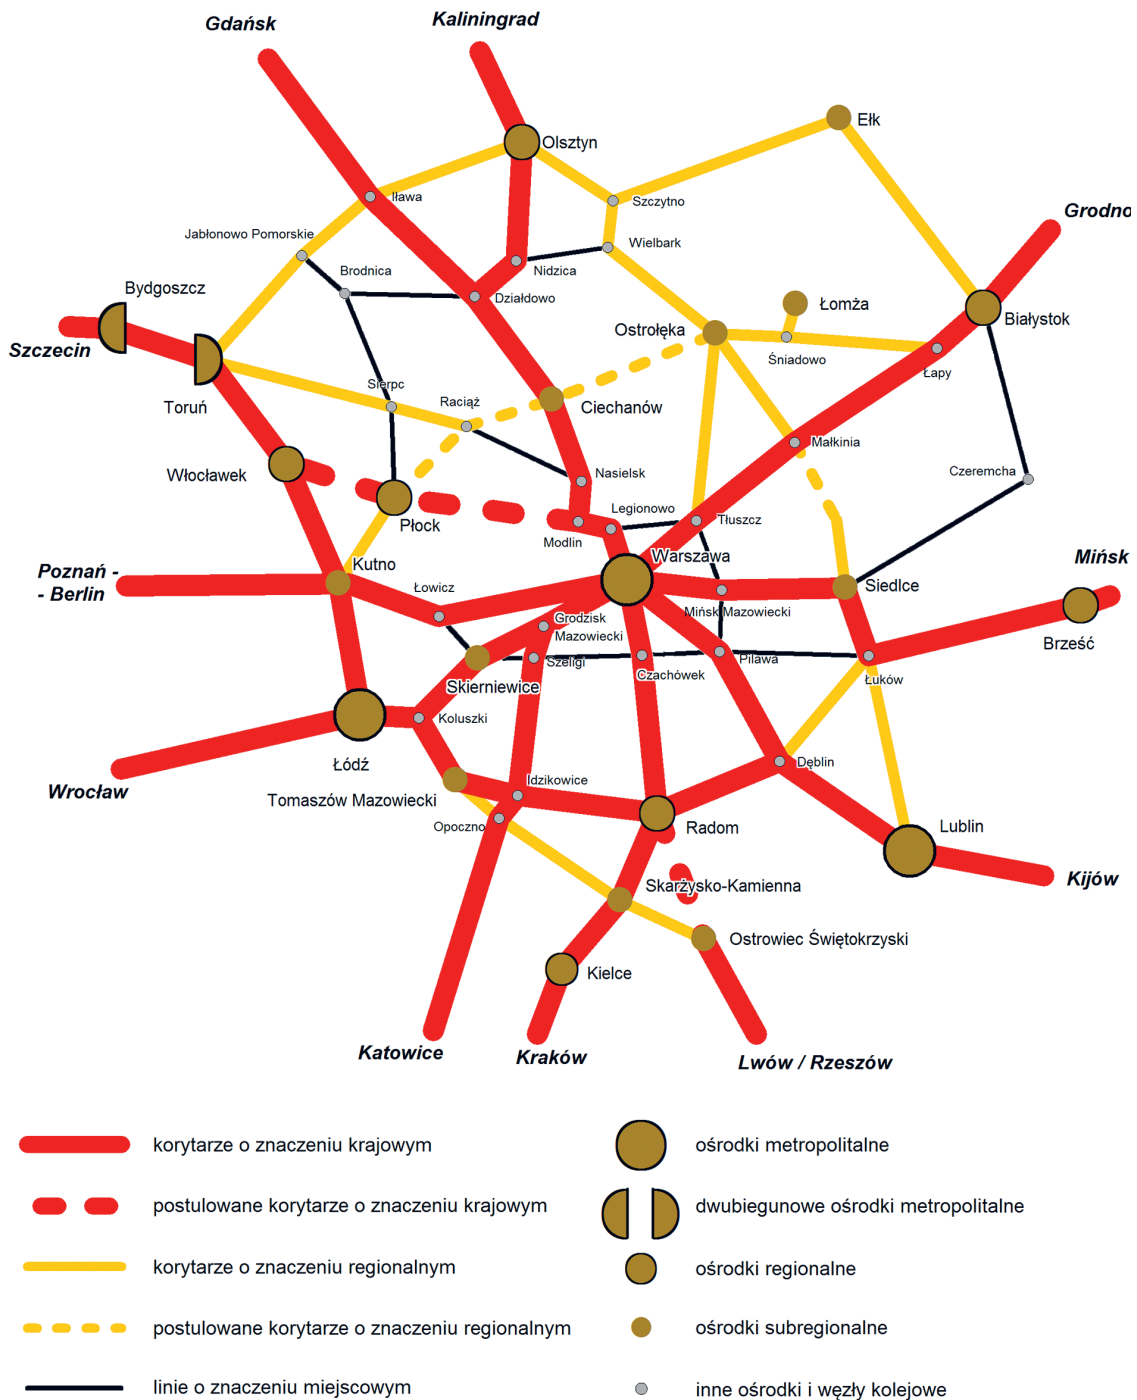 Gdańsk
Kaliningrad
Ełk
Olsztyn
Iława
Szczytno
Grodno
Jabłonowo Pomorskie
Wielbark
Brodnica
Nidzica
Bydgoszcz
Działdowo
Łomża
Białystok
Ostrołęka
Szczecin
Śniadowo
Łapy
Sierpc
Raciąż
Toruń
Ciechanów
Małkinia
Włocławek
Nasielsk
Czeremcha
Legionowo
Płock
Tłuszcz
Modlin
Warszawa
Mińsk
Kutno
Poznań -
- Berlin
Siedlce
Łowicz
Mińsk Mazowiecki
Grodzisk
Mazowiecki
Brześć
Szeligi
Pilawa
Czachówek
Łuków
Skierniewice
Koluszki
Łódź
Dęblin
Wrocław
Idzikowice
Tomaszów Mazowiecki
Opoczno
Radom
Lublin
Kijów
Skarżysko-Kamienna
Ostrowiec Świętokrzyski
Kielce
Katowice
Kraków
Lwów / Rzeszów
korytarze o znaczeniu krajowym
postulowane korytarze o znaczeniu krajowym
korytarze o znaczeniu regionalnym
postulowane korytarze o znaczeniu regionalnym
linie o znaczeniu miejscowym
ośrodki metropolitalne
dwubiegunowe ośrodki metropolitalne
ośrodki regionalne
ośrodki subregionalne
inne ośrodki i węzły kolejowe